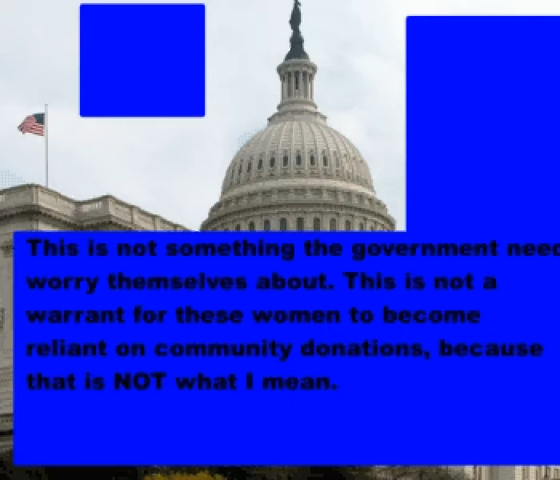 This is not something the government
worry themselves about. This is not a
warrant for these women to become
reliant on community donations, because
that is NOT what I mean.